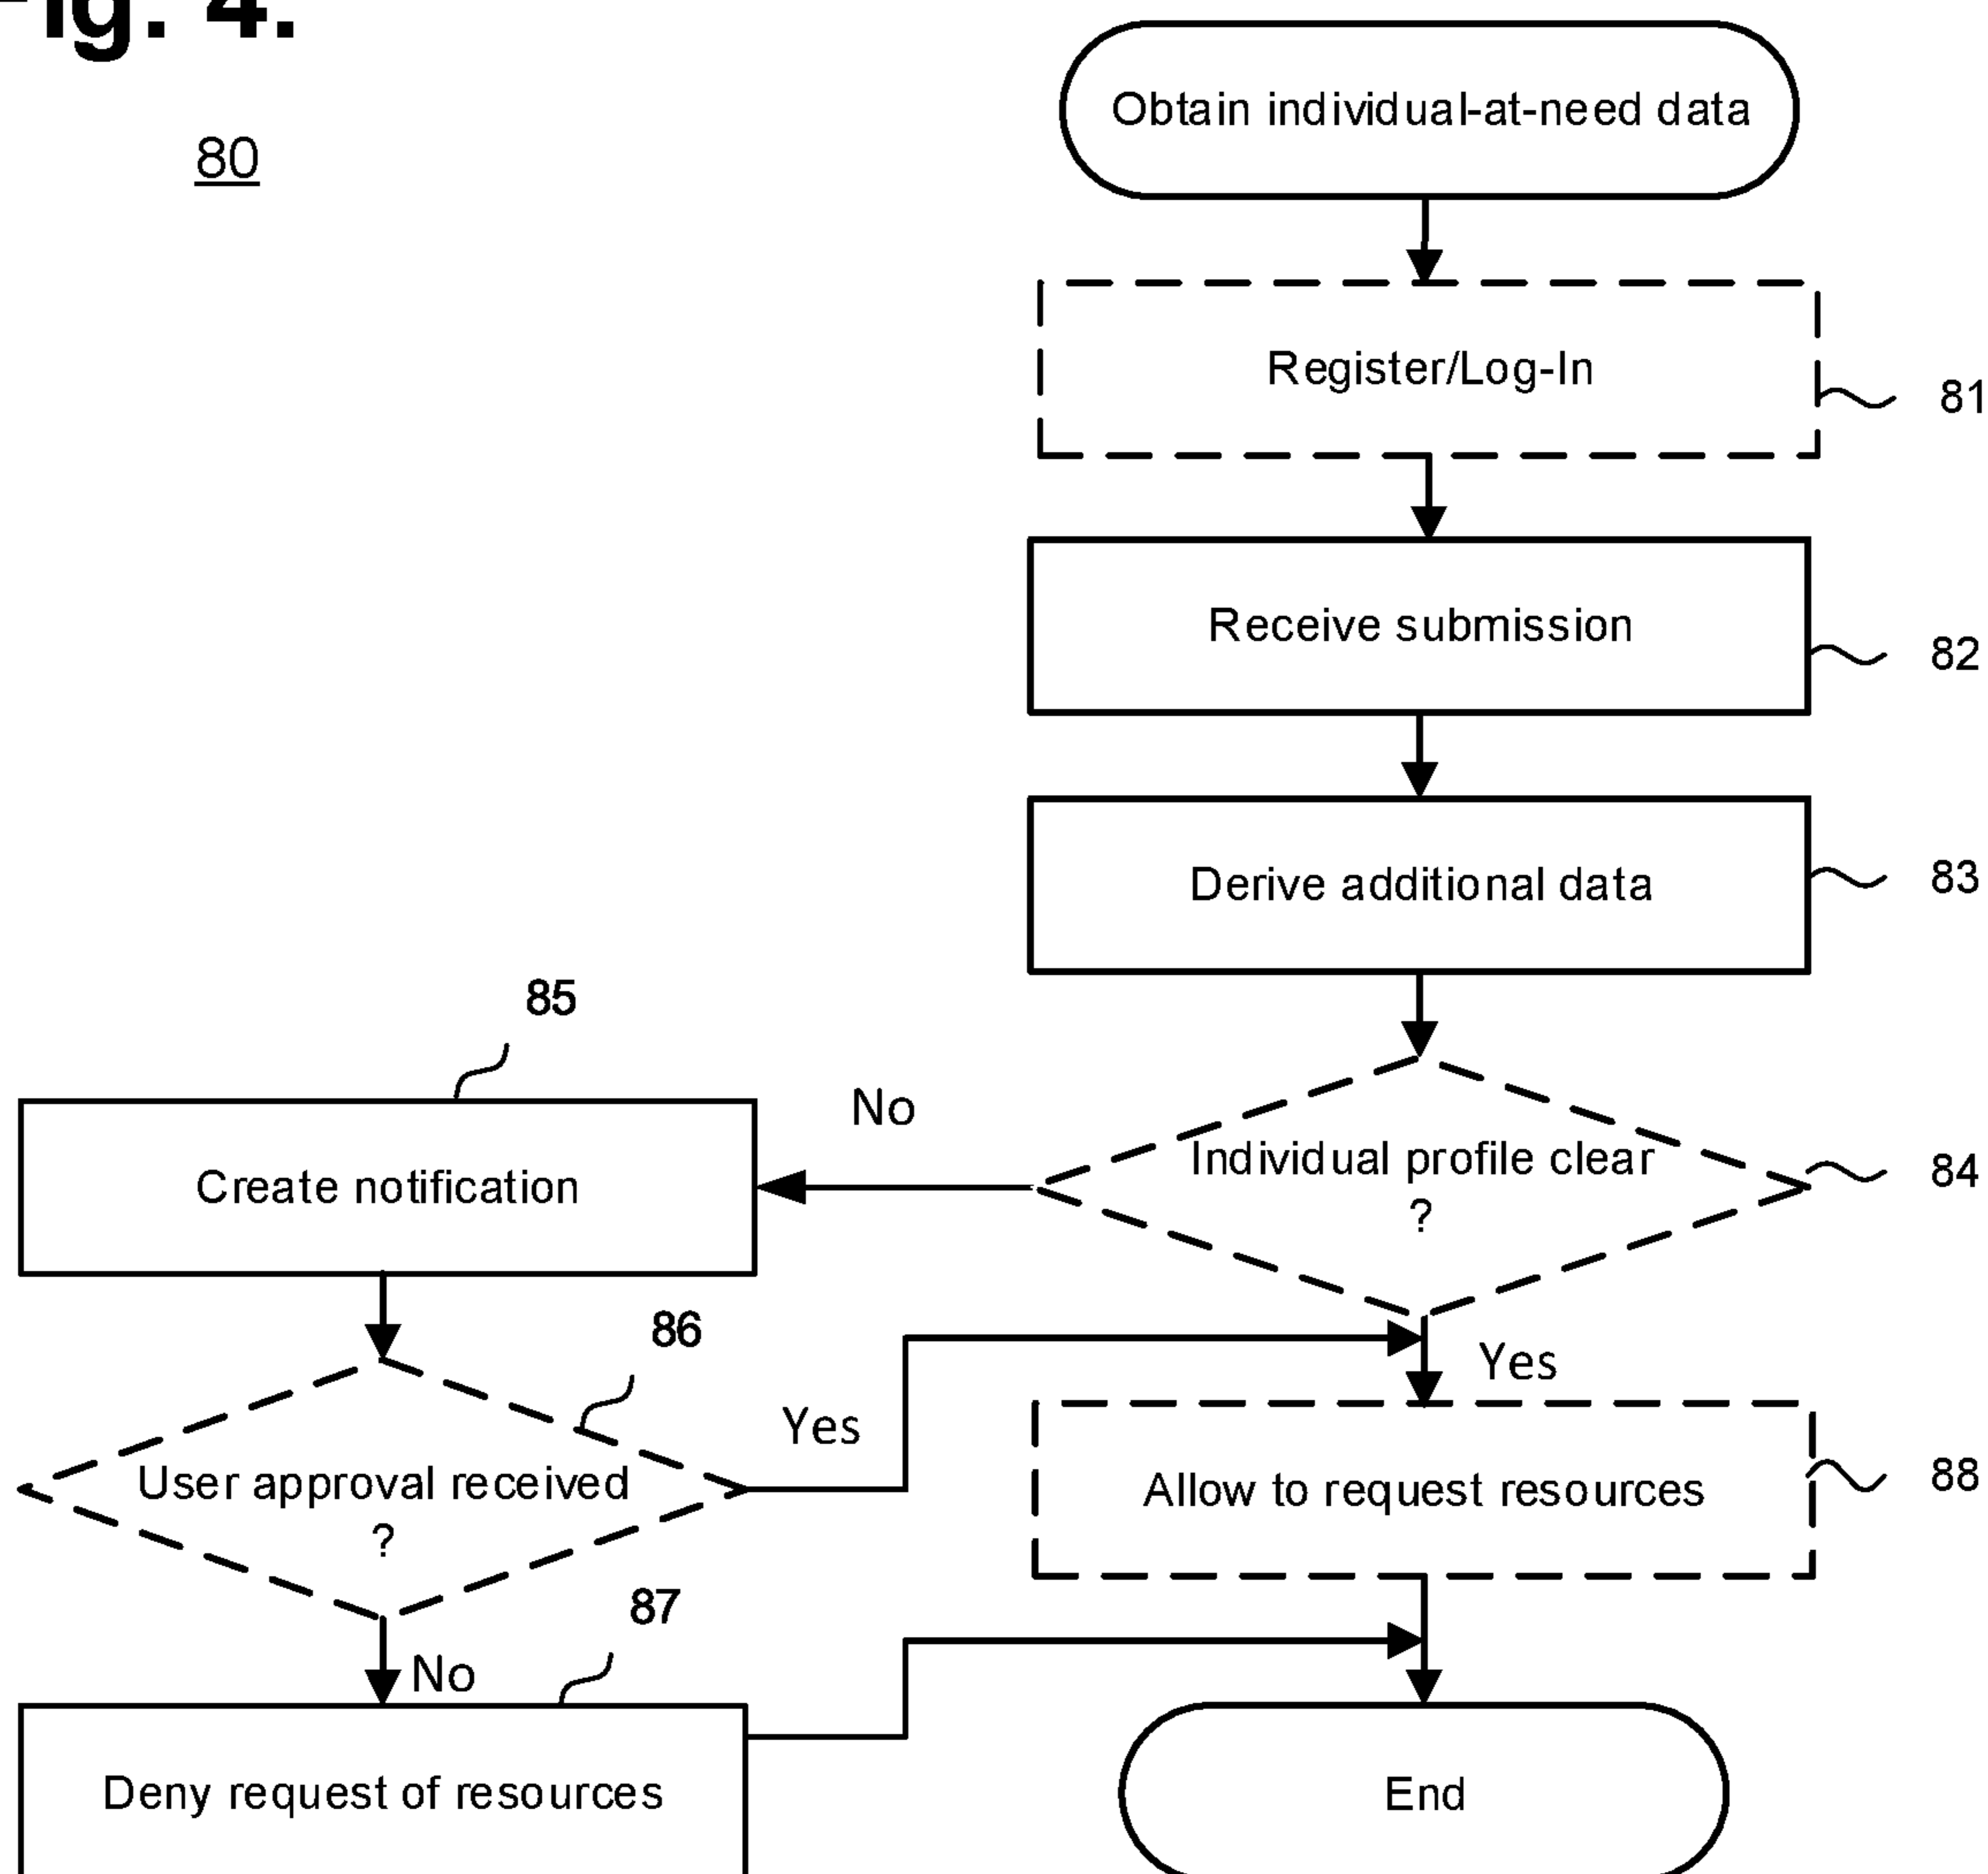 Fig. 4.
80
Obtain individual-at-need data
Register/Log-In
81
Receive submission
82
Derive additional data
83
85
No
Individual profile clear
?
84
Create notification
86
Yes
Yes
User approval received
?
Allow to request resources
88
87
No
Deny request of resources
End